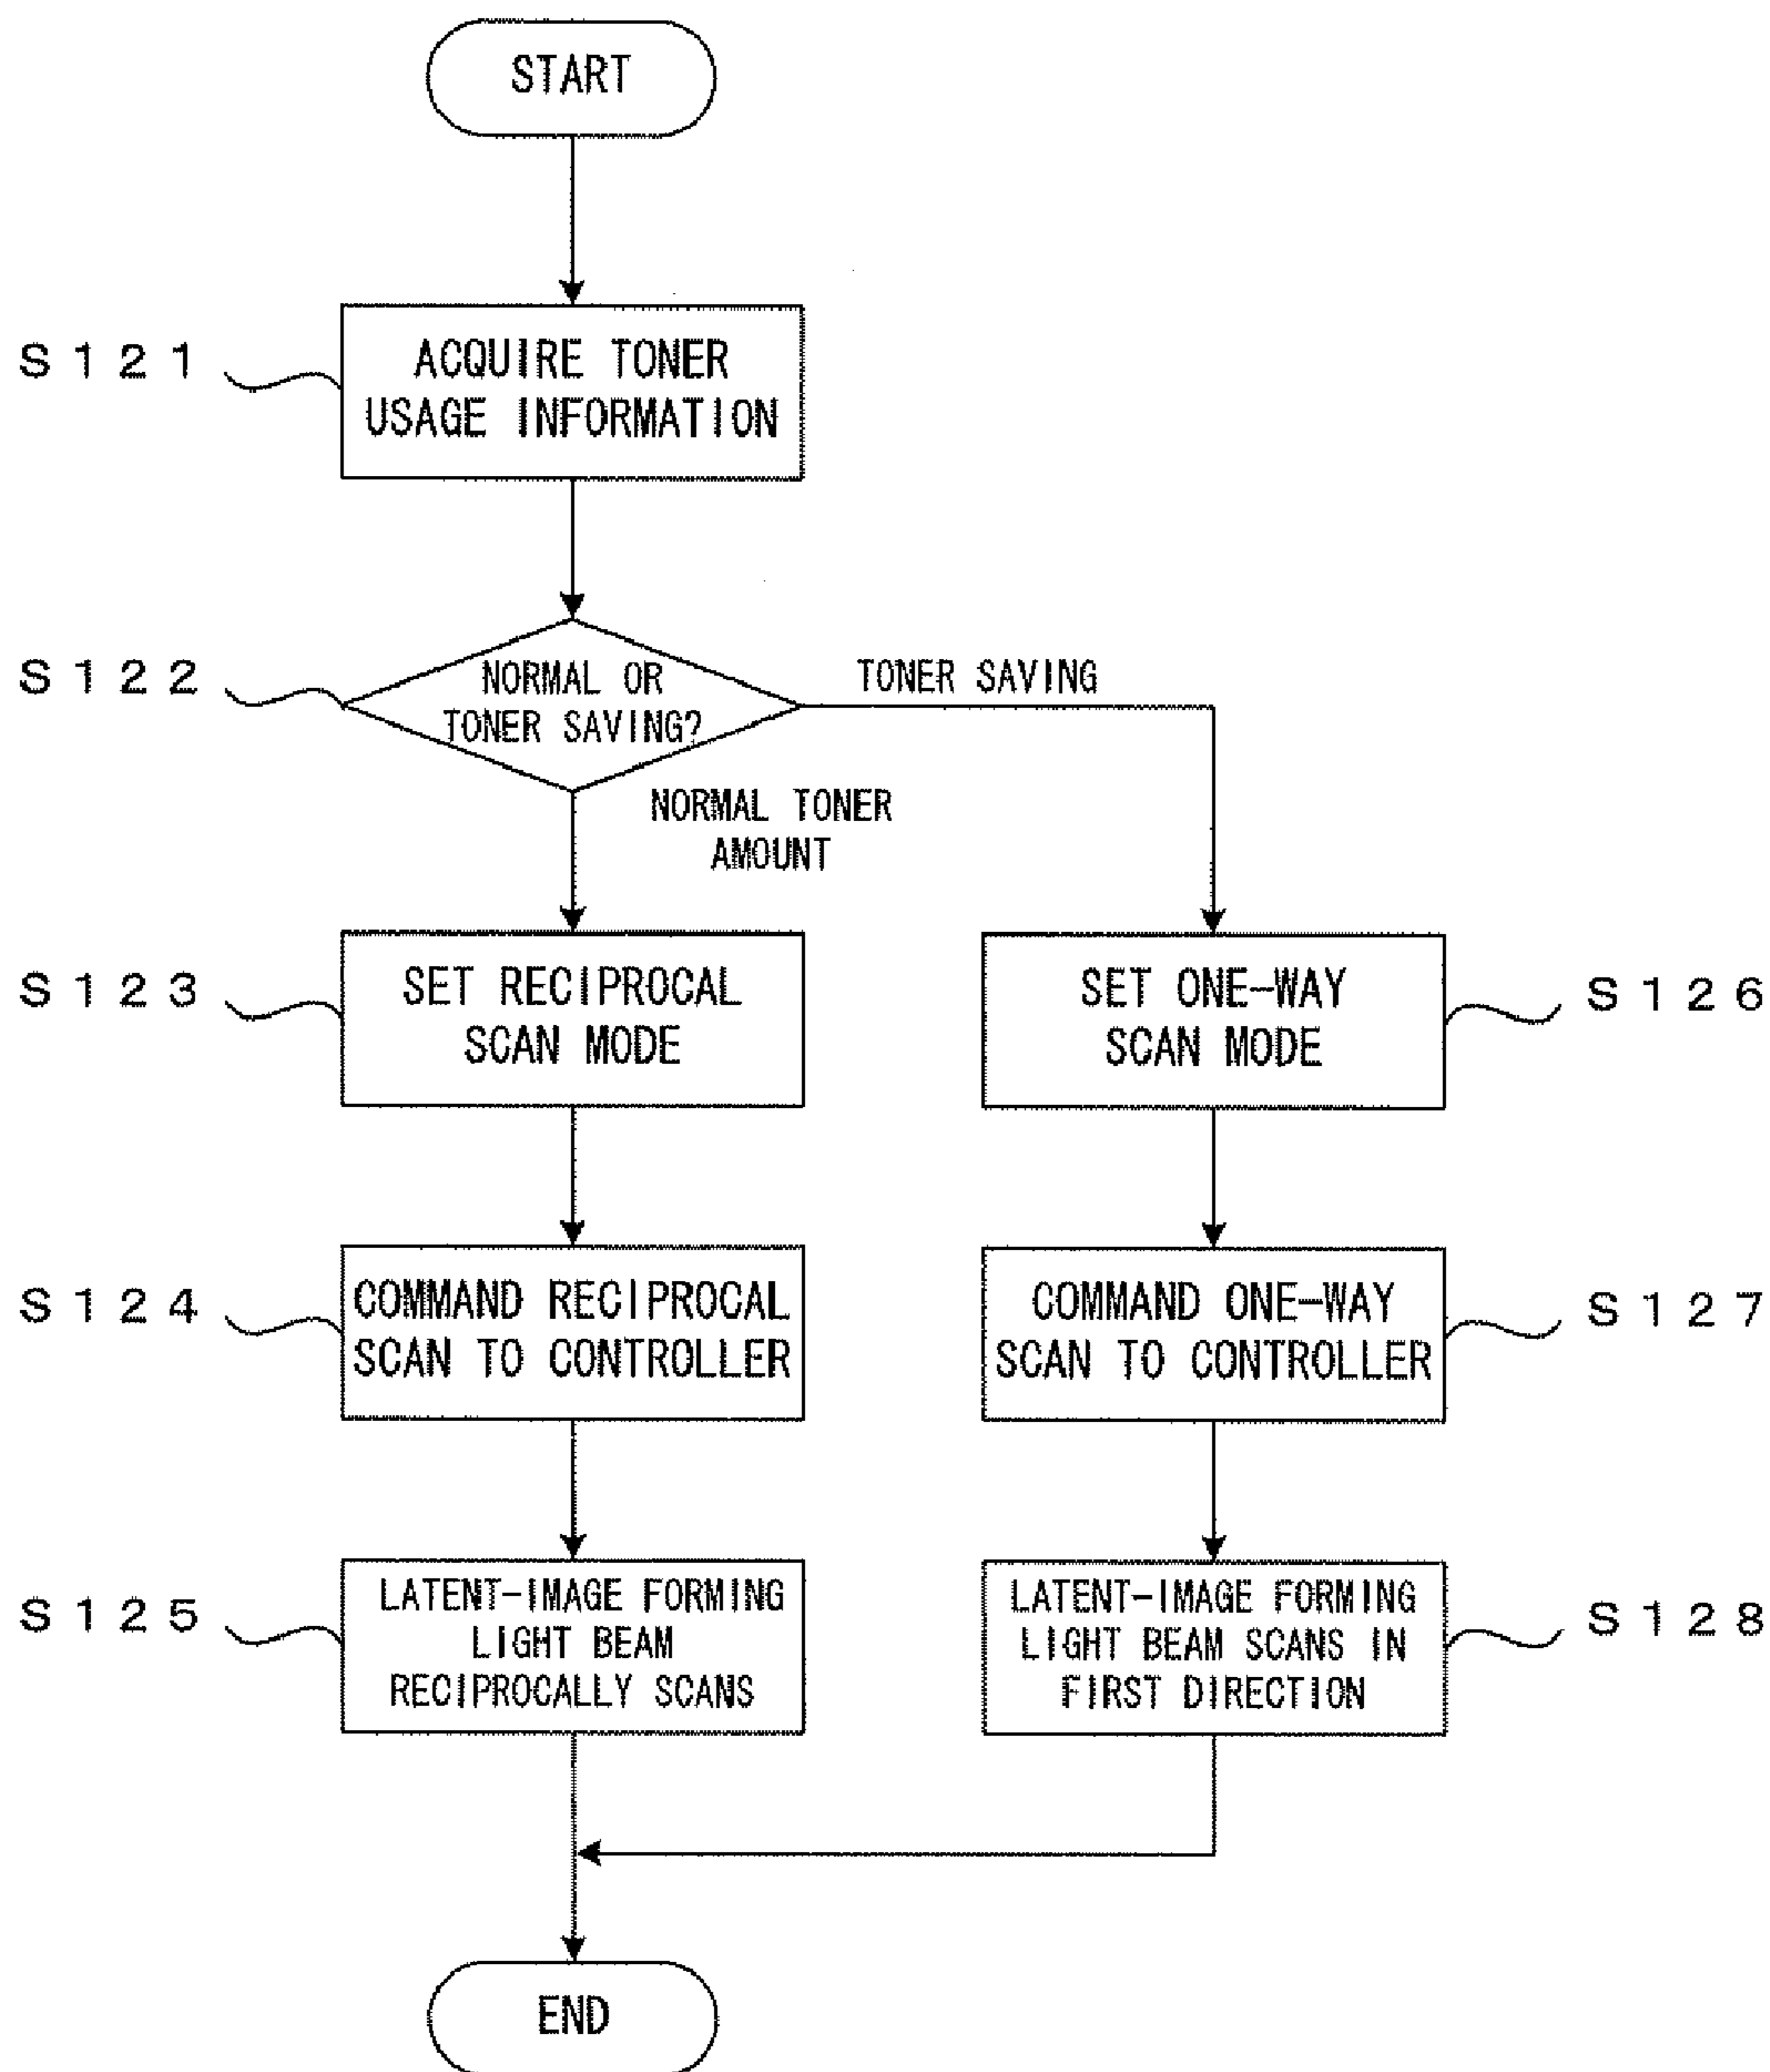 START
S121
ACQUIRE TONER
USAGE INFORMATION
S122
NORMAL OR
TONER SAVING?
TONER SAVING
NORMAL TONER
AMOUNT
S123
SET RECIPROCAL
SCAN MODE
SET ONE-WAY
SCAN MODE
S126
S124
COMMAND RECIPROCAL
SCAN TO CONTROLLER
COMMAND ONE-WAY
SCAN TO CONTROLLER
S127
S125
LATENT-IMAGE FORMING
LIGHT BEAM
RECIPROCALLY SCANS
LATENT-IMAGE FORMING
LIGHT BEAM SCANS IN
FIRST DIRECTION
S128
END